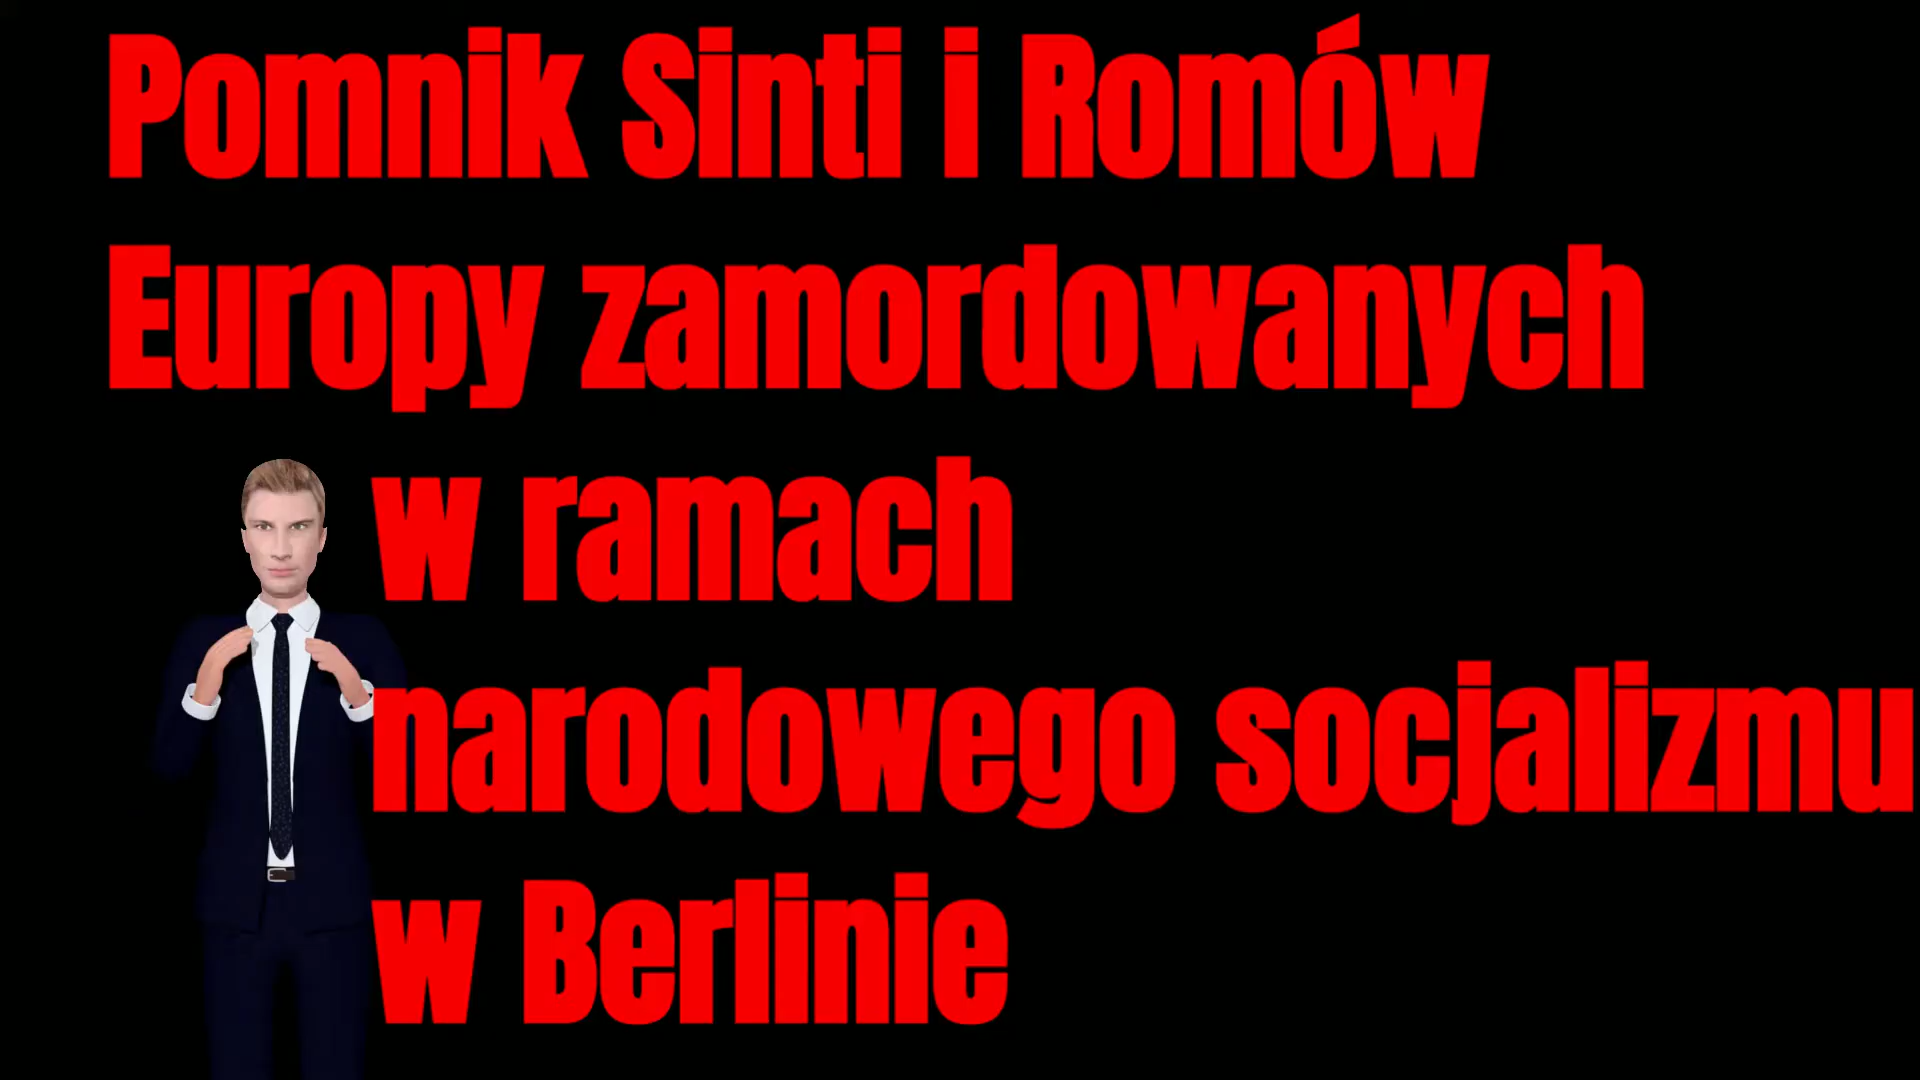 Pomnik Sinti i Romów
Europy zamordowanych
w ramach
narodowego socjalizmu
w Berlinie